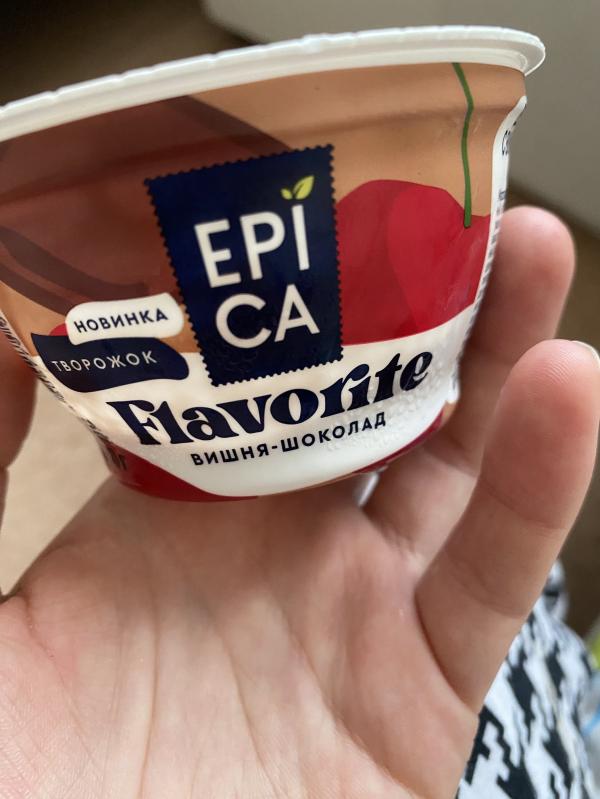 EPI
CA
НОВИНКА
ТВОРОЖОК
Flavorite
ВИШНЯ-ШОКОЛАД